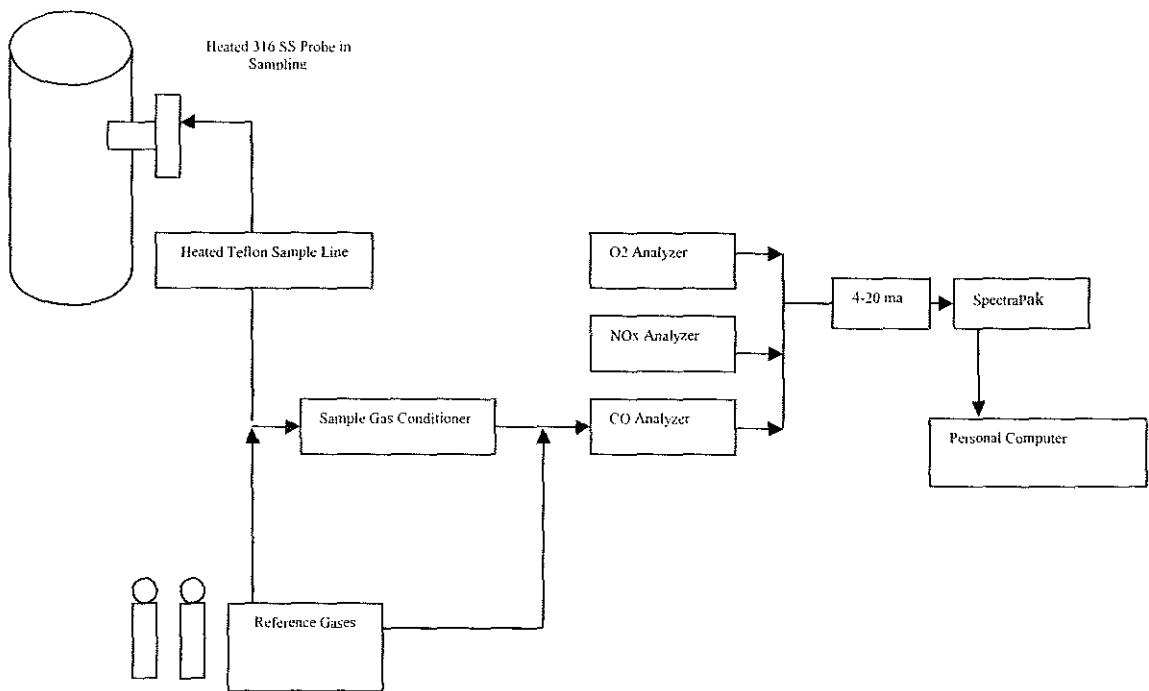 Heated 316 SS Probe in
Sampling
Heated Teflon Sample Line
O2 Analyzer
4-20 ma
SpectraPak
NOx Analyzer
Sample Gas Conditioner
CO Analyzer
Personal Computer
Reference Gases